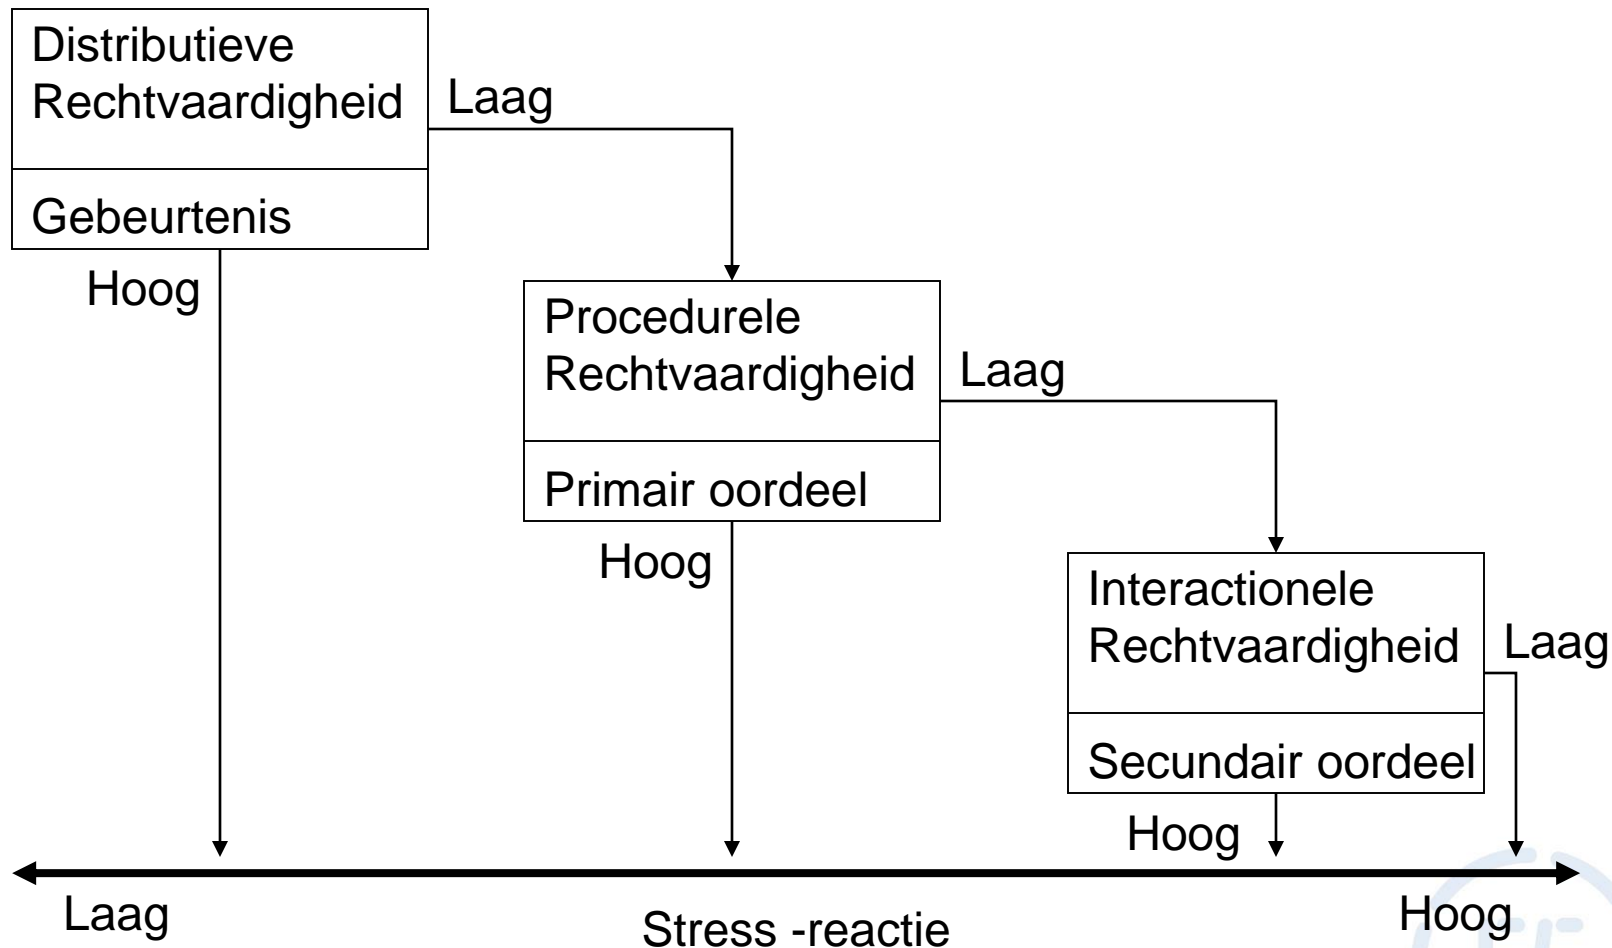 Distributieve
Rechtvaardigheid
Laag
Gebeurtenis
Hoog
Procedurele
Rechtvaardigheid
Laag
Primair oordeel
Hoog
Interactionele
Rechtvaardigheid
Laag
Secundair oordeel
Hoog
Laag
Stress -reactie
Hoog